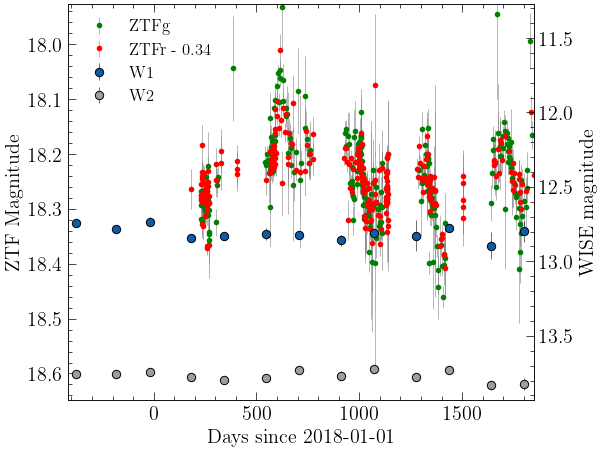 ZTFg
ZTFr - 0.34
W1
W2
18.0
18.1
18.2
18.3
18.4
18.5
18.6
ZTF Magnitude
11.5
12.0
12.5
13.0
13.5
WISE magnitude
0
500
1000
1500
Days since 2018-01-01